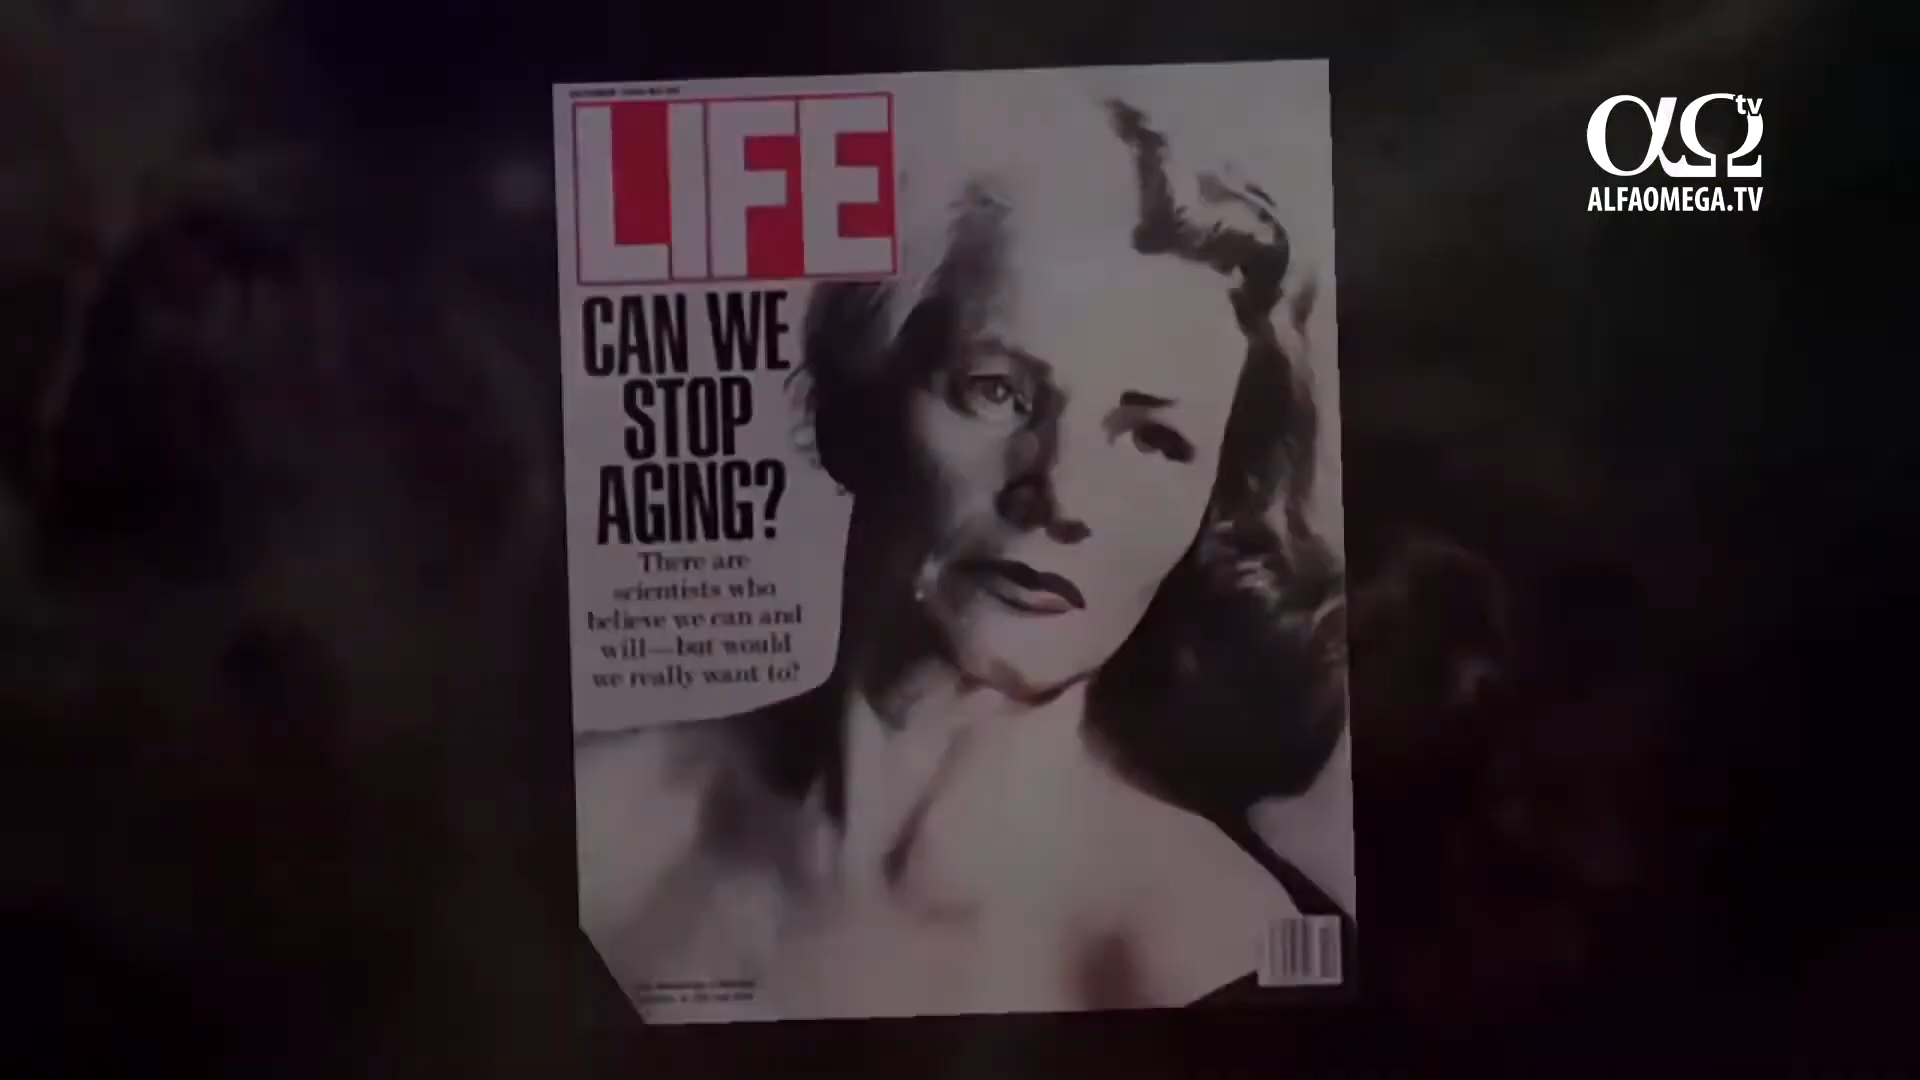 LIFE
CAN WE
STOP
AGING?
There are
scientists who
believe we can and
will—but would
we really want to?
αΩ tv
ALFAOMEGA.TV